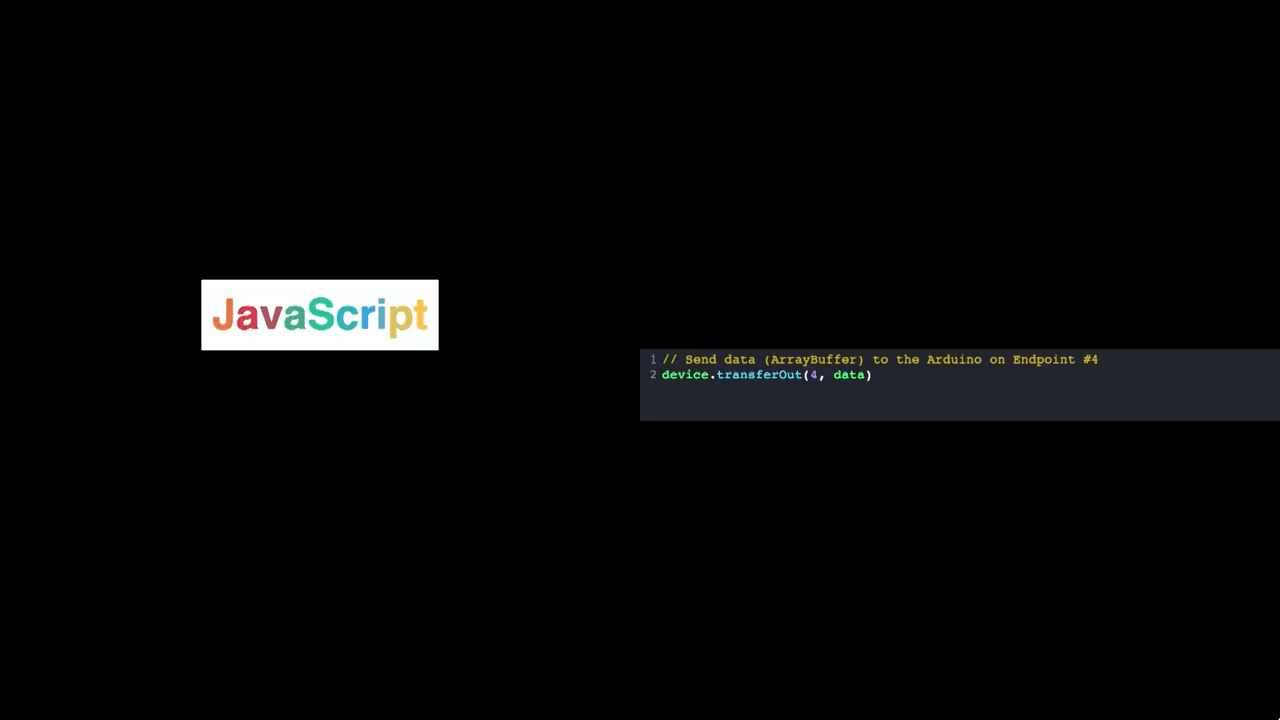 JavaScript
1 // Send data (ArrayBuffer) to the Arduino on Endpoint #4
2 device.transferOut(4, data)